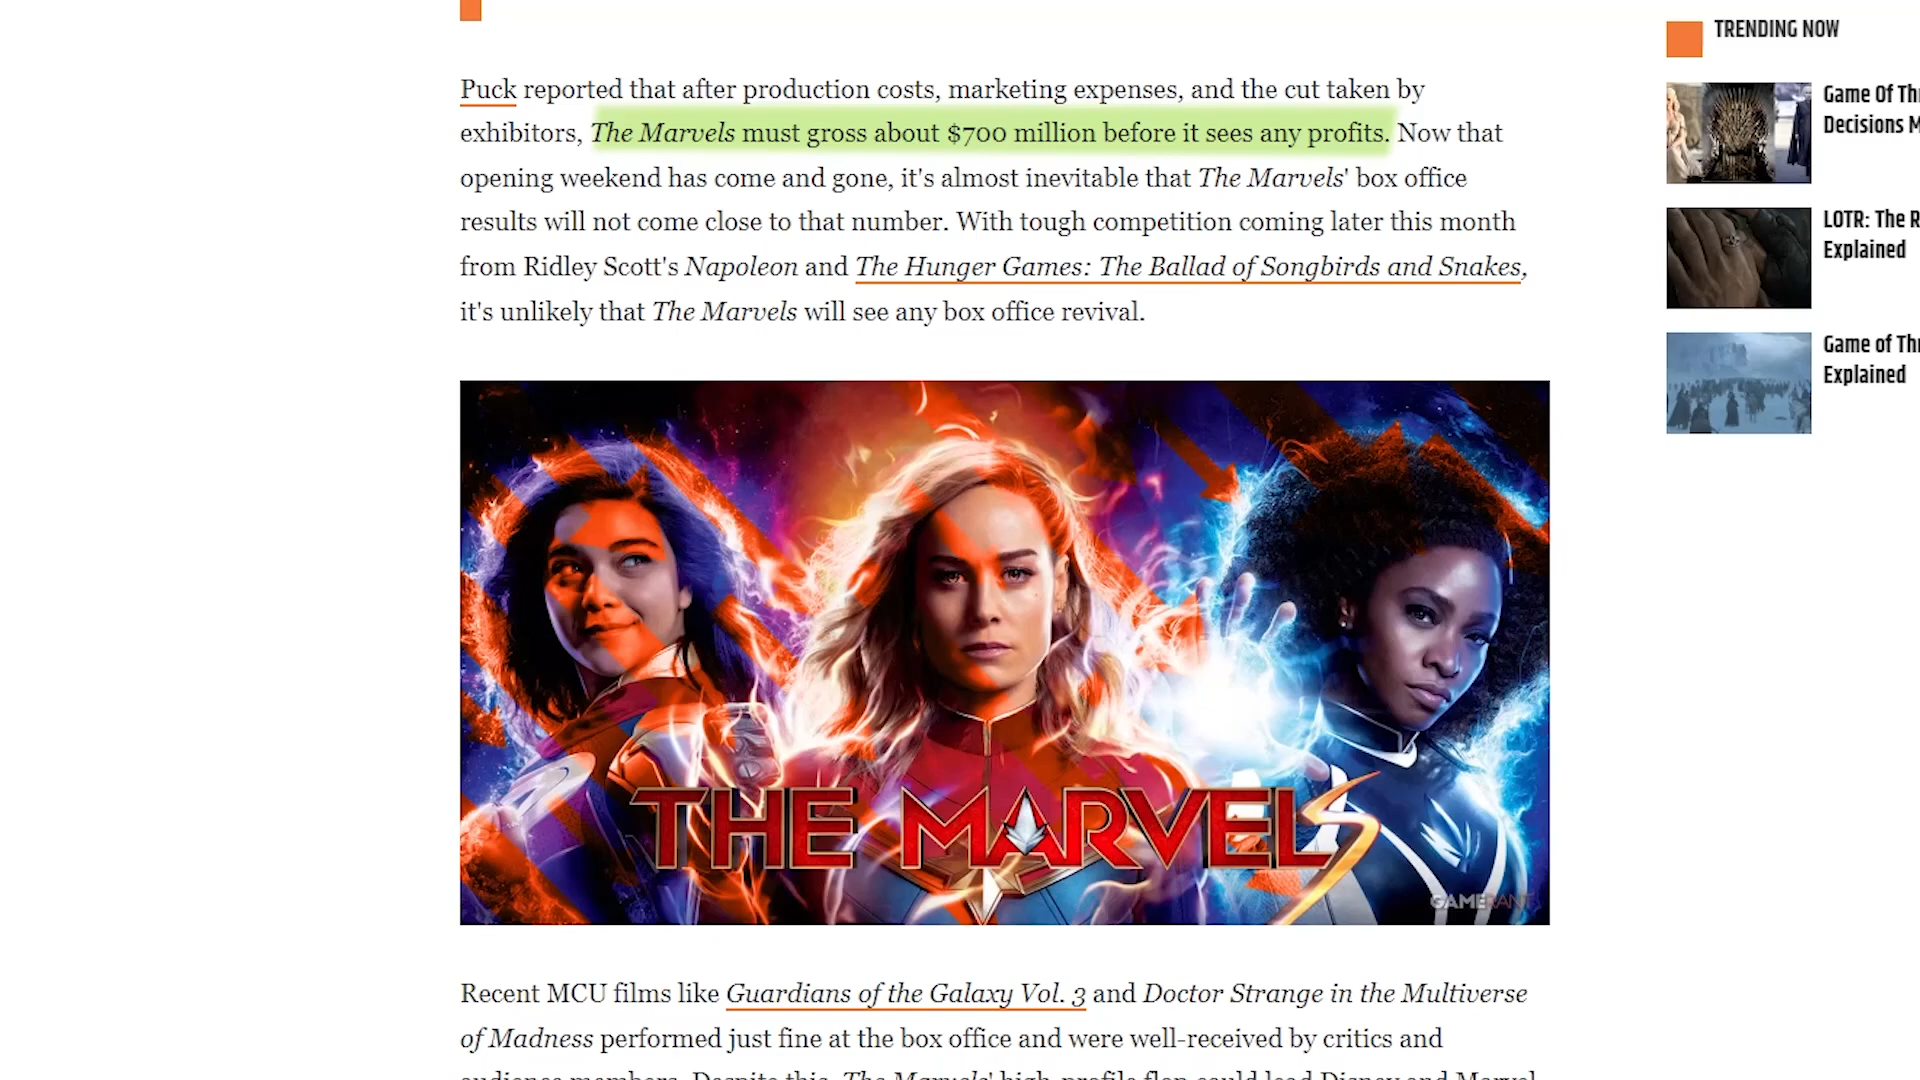 TRENDING NOW
Puck reported that after production costs, marketing expenses, and the cut taken by
exhibitors, The Marvels must gross about $700 million before it sees any profits. Now that
opening weekend has come and gone, it's almost inevitable that The Marvels' box office
results will not come close to that number. With tough competition coming later this month
from Ridley Scott's Napoleon and The Hunger Games: The Ballad of Songbirds and Snakes,
it's unlikely that The Marvels will see any box office revival.
THE MARVELS
GAMERANT
Recent MCU films like Guardians of the Galaxy Vol. 3 and Doctor Strange in the Multiverse
of Madness performed just fine at the box office and were well-received by critics and
audience members. Despite this, The Marvels' high-profile flop could lead Disney and Marvel
Game Of Th
Decisions M
LOTR: The R
Explained
Game of Th
Explained